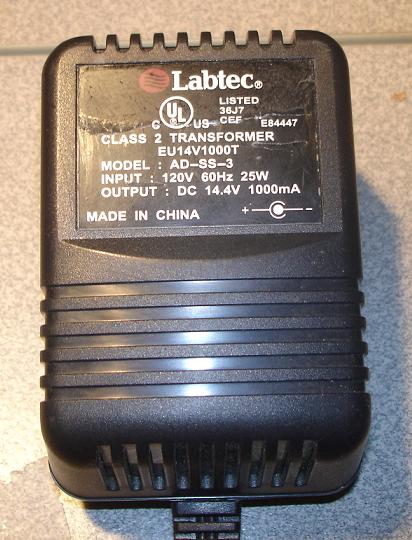 Labtec®
LISTED
36J7
C UL US CEF E84447
CLASS 2 TRANSFORMER
EU14V1000T
MODEL : AD-SS-3
INPUT : 120V 60Hz 25W
OUTPUT : DC 14.4V 1000mA
MADE IN CHINA + -